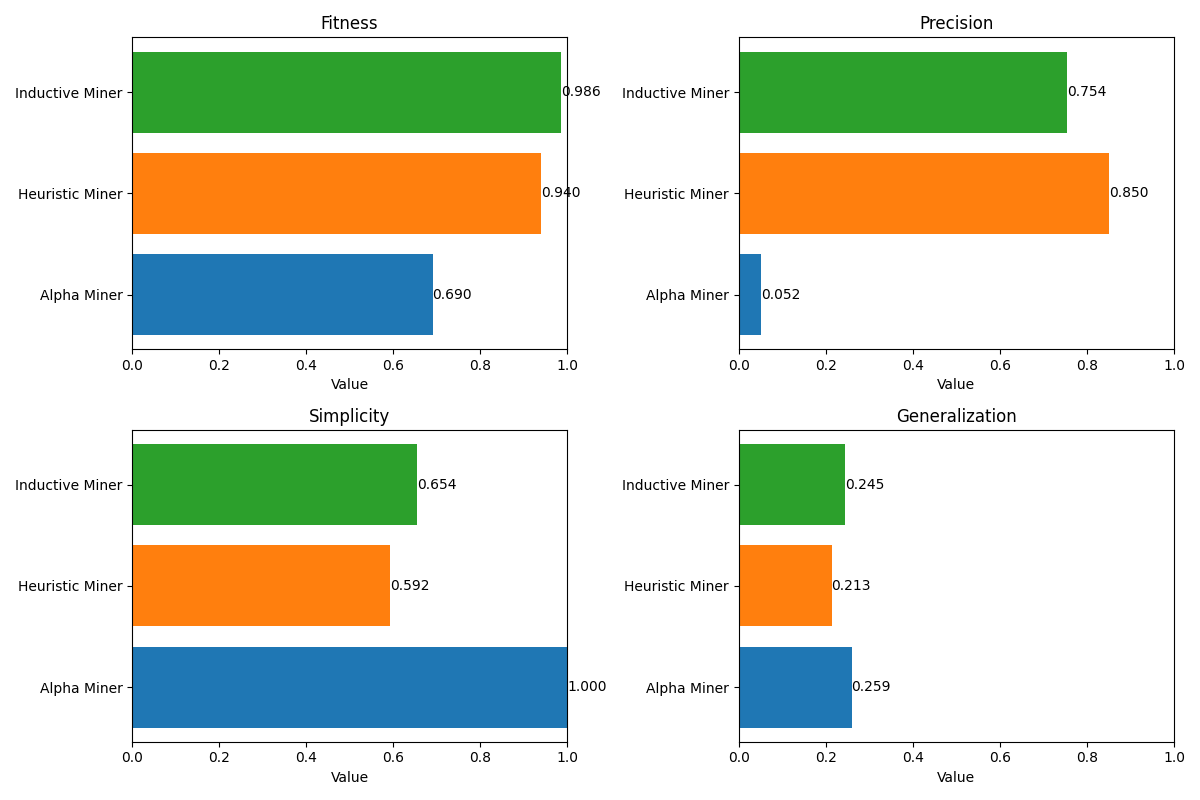 Fitness
Inductive Miner
0.986
Heuristic Miner
0.940
Alpha Miner
0.690
0.0 0.2 0.4 0.6 0.8 1.0
Value
Precision
Inductive Miner
0.754
Heuristic Miner
0.850
Alpha Miner
0.052
0.0 0.2 0.4 0.6 0.8 1.0
Value
Simplicity
Inductive Miner
0.654
Heuristic Miner
0.592
Alpha Miner
1.000
0.0 0.2 0.4 0.6 0.8 1.0
Value
Generalization
Inductive Miner
0.245
Heuristic Miner
0.213
Alpha Miner
0.259
0.0 0.2 0.4 0.6 0.8 1.0
Value